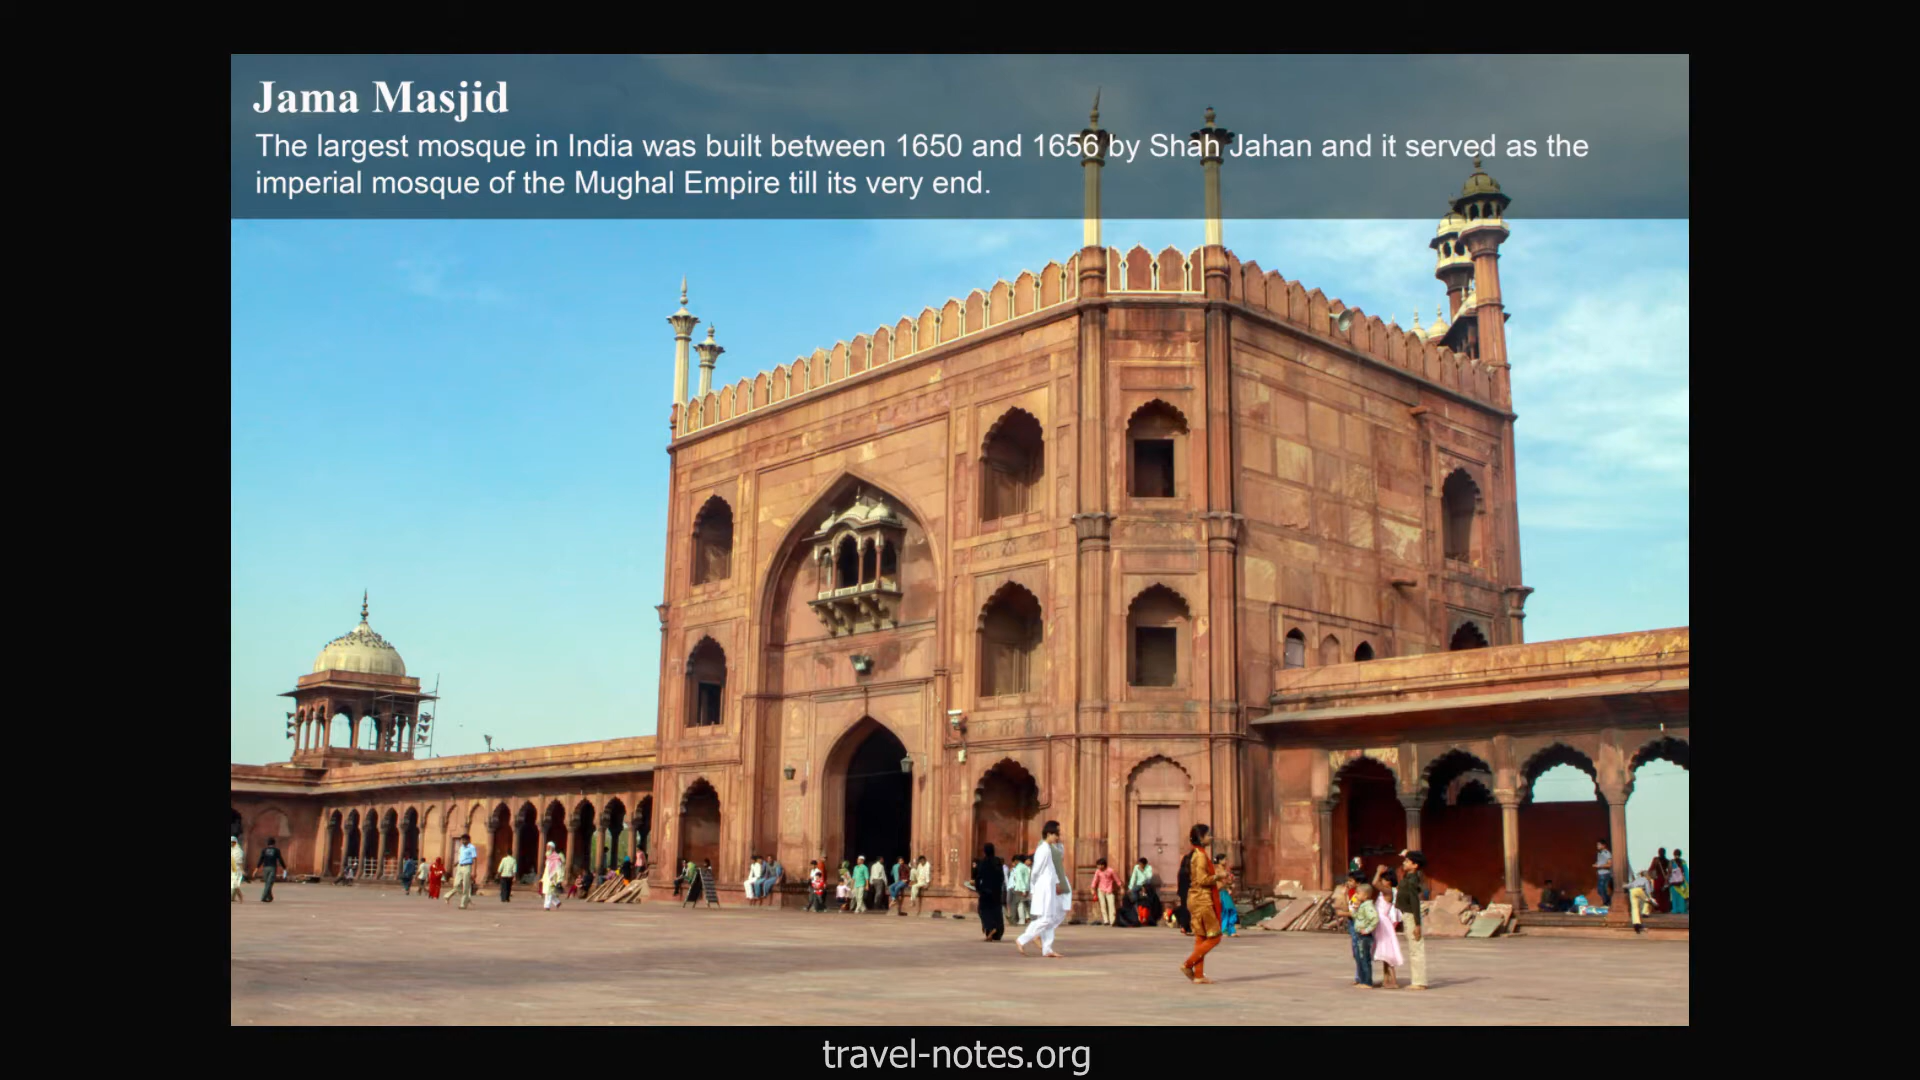 Jama Masjid
The largest mosque in India was built between 1650 and 1656 by Shah Jahan and it served as the
imperial mosque of the Mughal Empire till its very end.
travel-notes.org